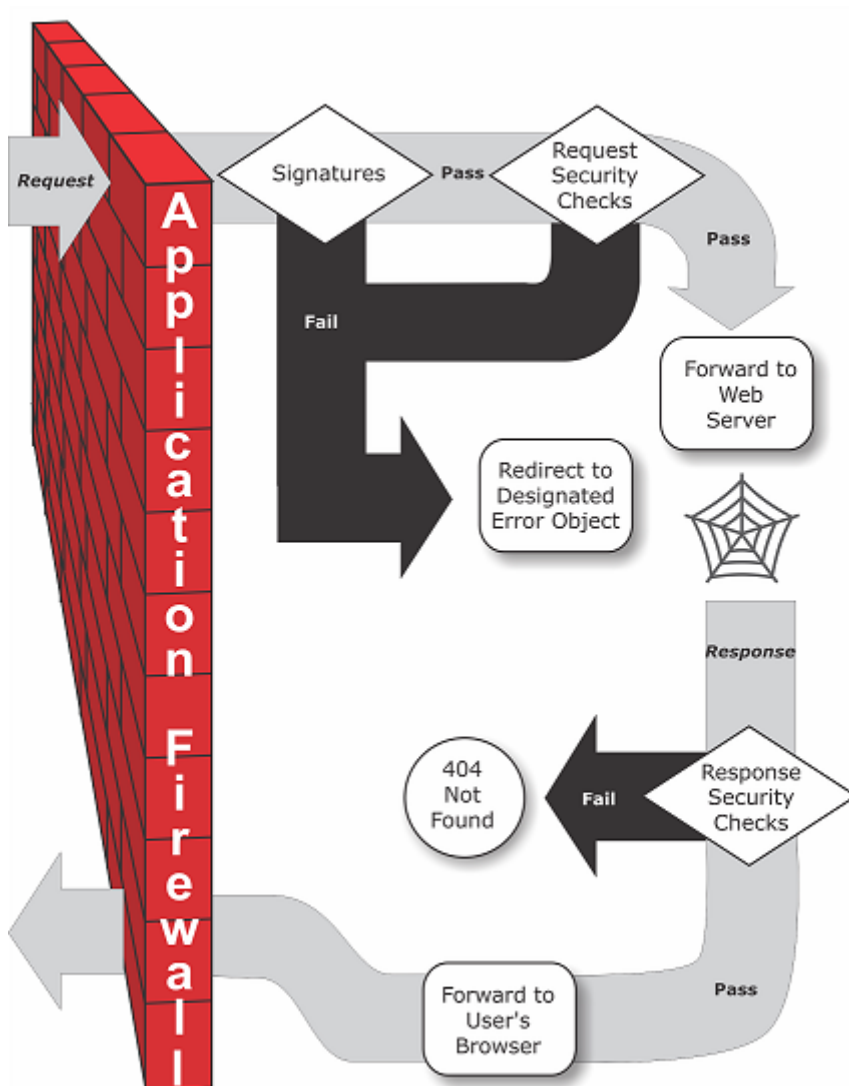 Request
Application Firewall
Signatures
Pass
Request
Security
Checks
Pass
Fail
Forward to
Web
Server
Redirect to
Designated
Error Object
Response
404
Not
Found
Fail
Response
Security
Checks
Forward to
User's
Browser
Pass